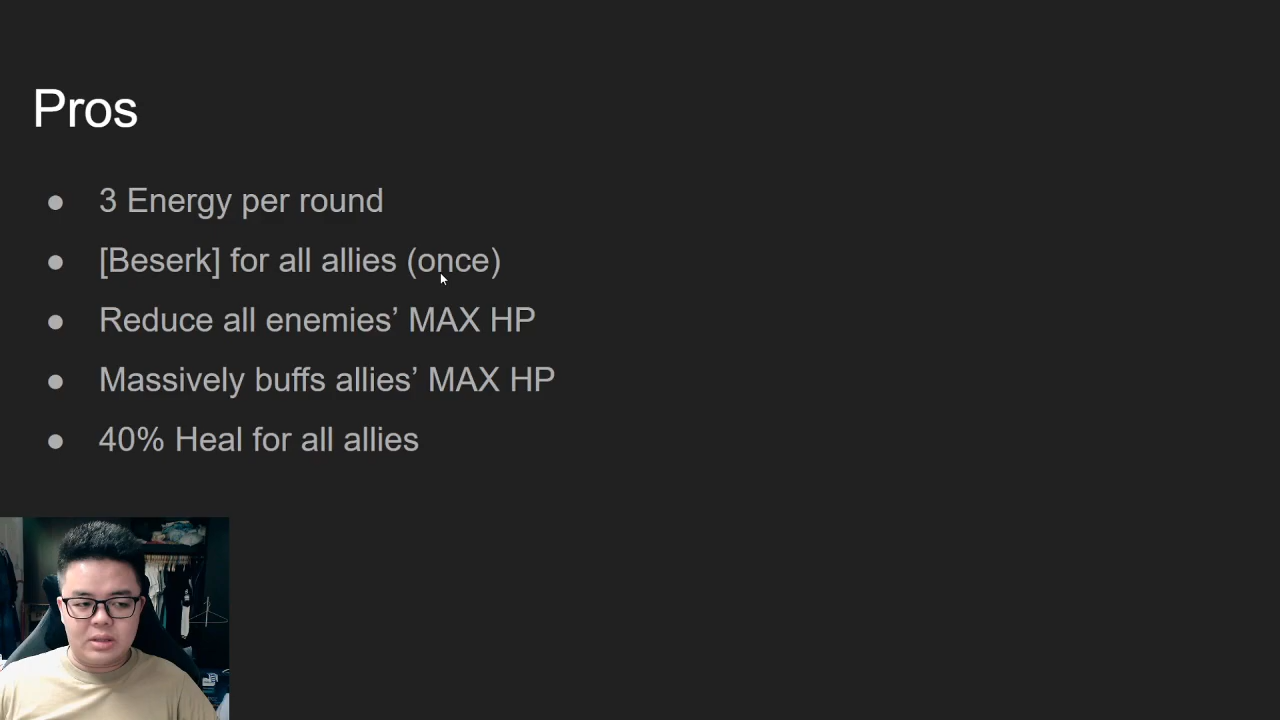 Pros
● 3 Energy per round
● [Beserk] for all allies (once)
● Reduce all enemies’ MAX HP
● Massively buffs allies’ MAX HP
● 40% Heal for all allies